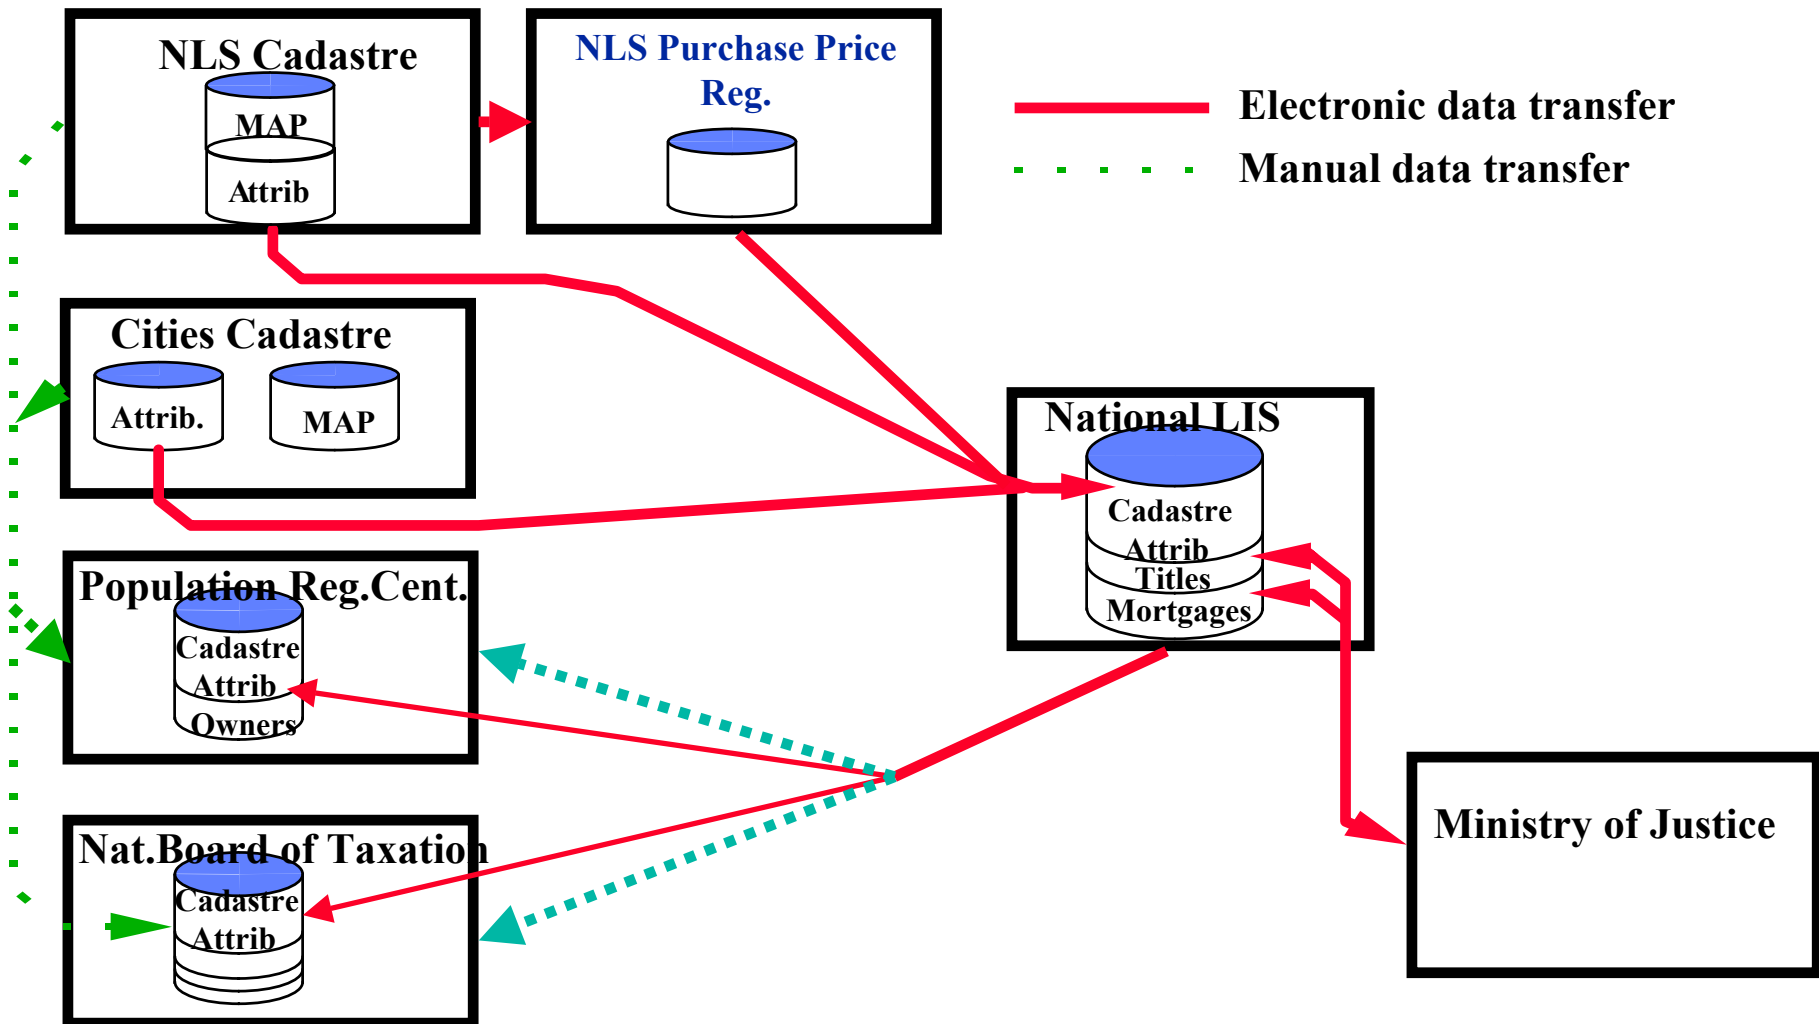 NLS Cadastre
MAP
Attrib
NLS Purchase Price
Reg.
Electronic data transfer
Manual data transfer
Cities Cadastre
Attrib.
MAP
National LIS
Cadastre
Attrib
Titles
Mortgages
Population Reg.Cent.
Cadastre
Attrib
Owners
Nat.Board of Taxation
Cadastre
Attrib
Ministry of Justice